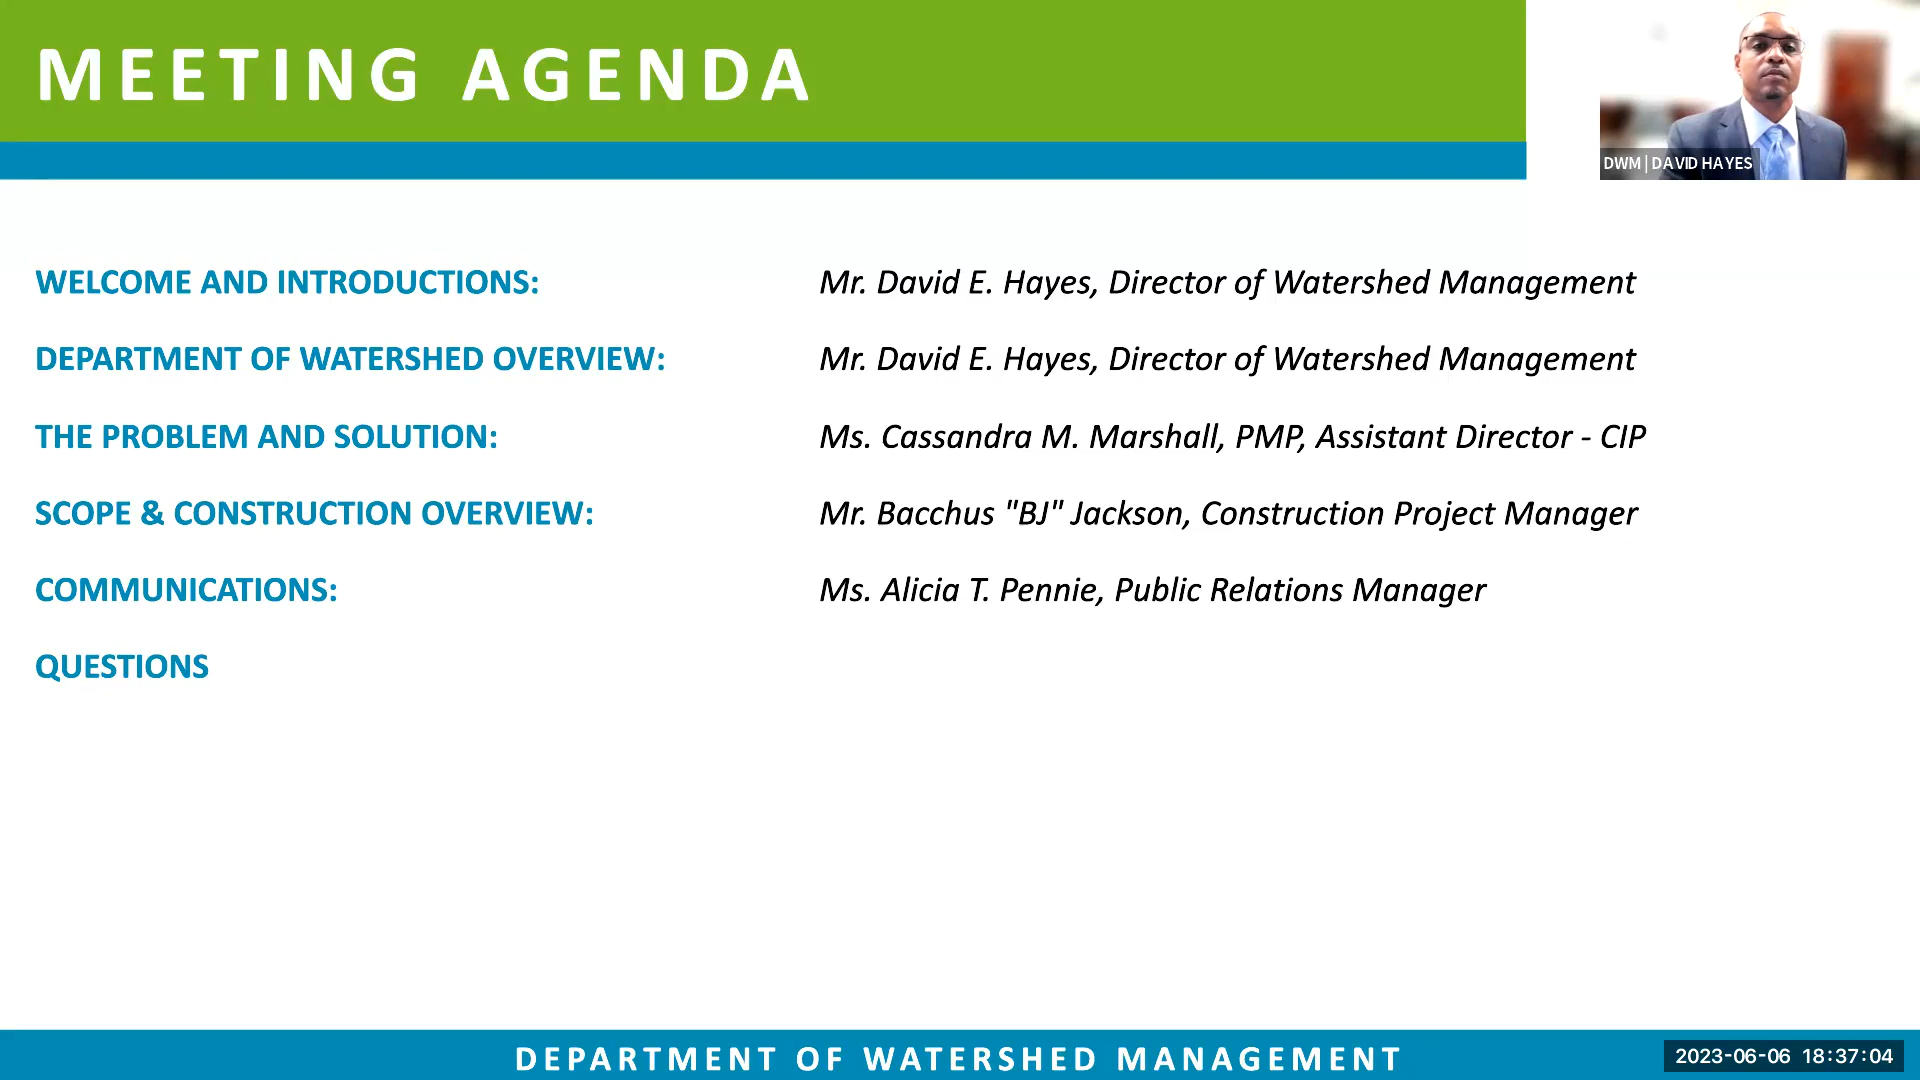 MEETING AGENDA
DWM | DAVID HAYES
WELCOME AND INTRODUCTIONS: Mr. David E. Hayes, Director of Watershed Management
DEPARTMENT OF WATERSHED OVERVIEW: Mr. David E. Hayes, Director of Watershed Management
THE PROBLEM AND SOLUTION: Ms. Cassandra M. Marshall, PMP, Assistant Director - CIP
SCOPE & CONSTRUCTION OVERVIEW: Mr. Bacchus "BJ" Jackson, Construction Project Manager
COMMUNICATIONS: Ms. Alicia T. Pennie, Public Relations Manager
QUESTIONS
DEPARTMENT OF WATERSHED MANAGEMENT
2023-06-06 18:37:04